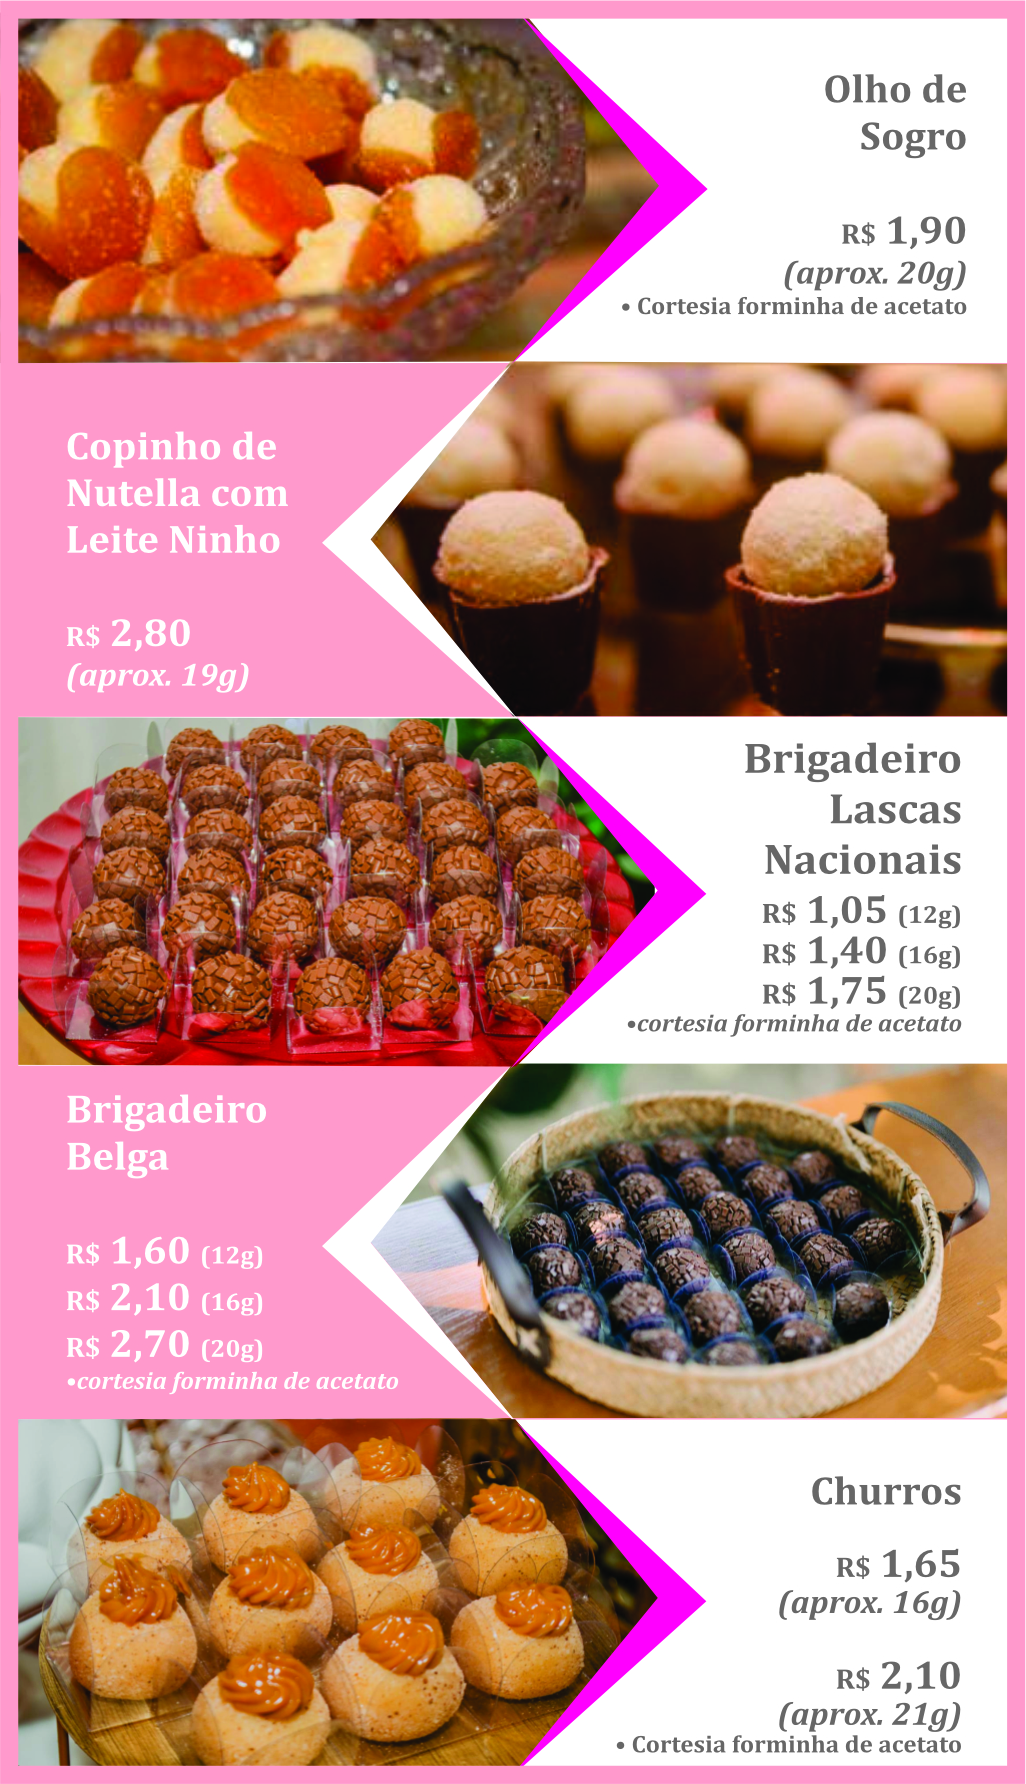 Olho de
Sogro
R$ 1,90
(aprox. 20g)
• Cortesia forminha de acetato
Copinho de
Nutella com
Leite Ninho
R$ 2,80
(aprox. 19g)
Brigadeiro
Lascas
Nacionais
R$ 1,05 (12g)
R$ 1,40 (16g)
R$ 1,75 (20g)
•cortesia forminha de acetato
Brigadeiro
Belga
R$ 1,60 (12g)
R$ 2,10 (16g)
R$ 2,70 (20g)
•cortesia forminha de acetato
Churros
R$ 1,65
(aprox. 16g)
R$ 2,10
(aprox. 21g)
• Cortesia forminha de acetato